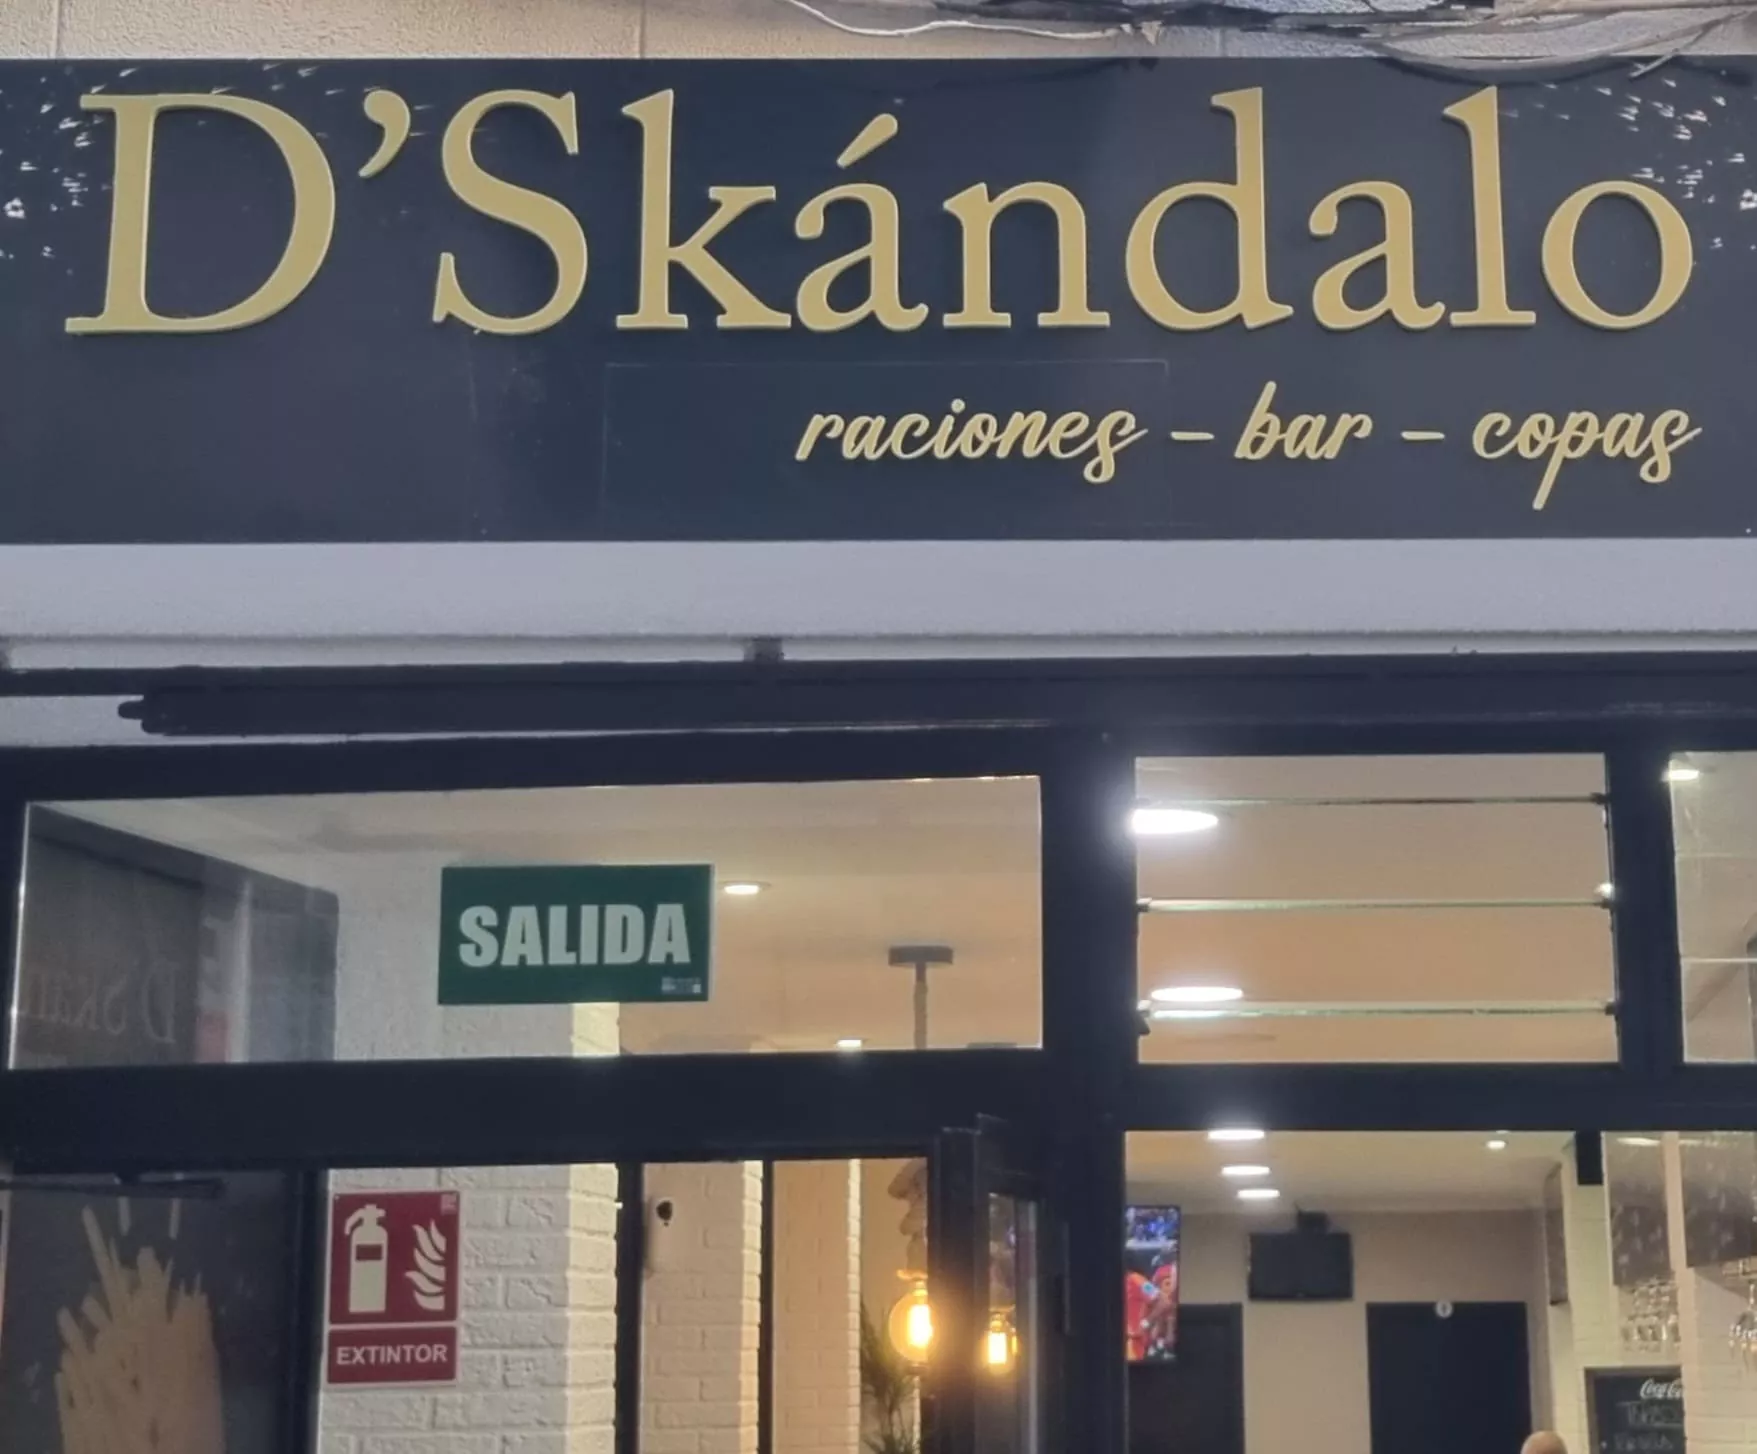 D’Skándalo
raciones - bar - copas
SALIDA
EXTINTOR